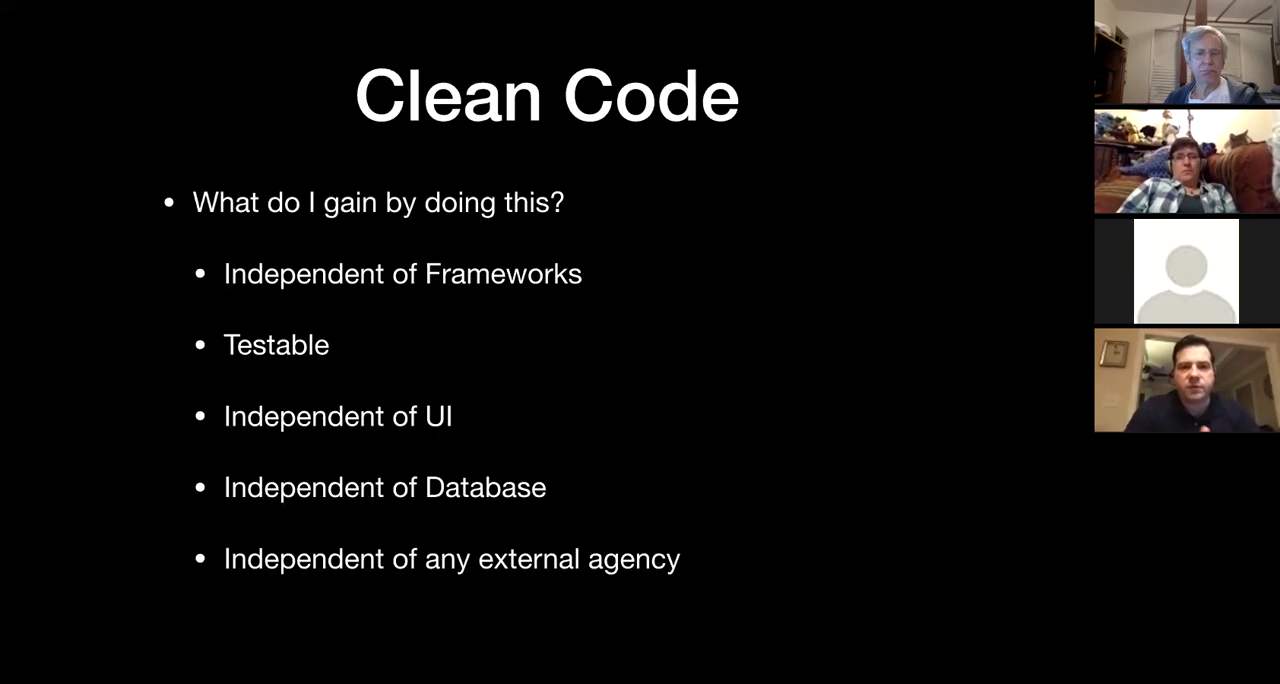 Clean Code
• What do I gain by doing this?
• Independent of Frameworks
• Testable
• Independent of UI
• Independent of Database
• Independent of any external agency